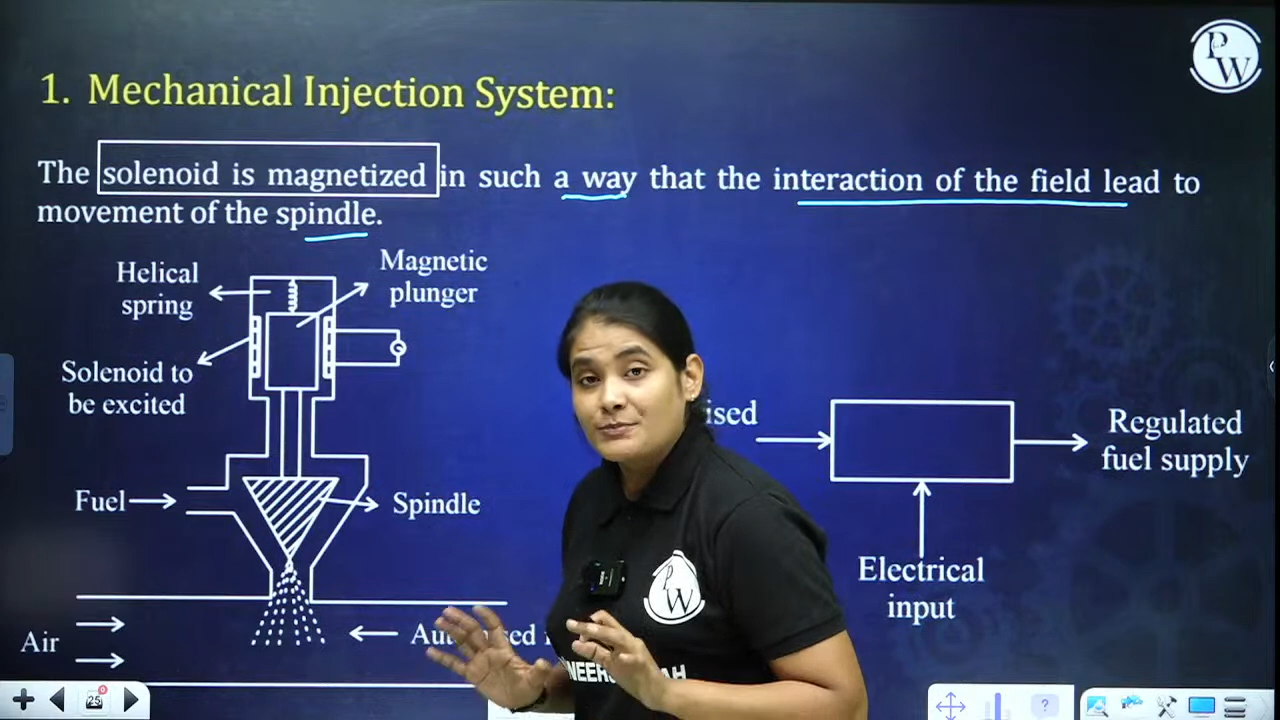 PW
1. Mechanical Injection System:
The solenoid is magnetized in such a way that the interaction of the field lead to
movement of the spindle.
Helical
spring
Magnetic
plunger
Solenoid to
be excited
Fuel
Spindle
Air
Regulated
fuel supply
Electrical
input
PW
25